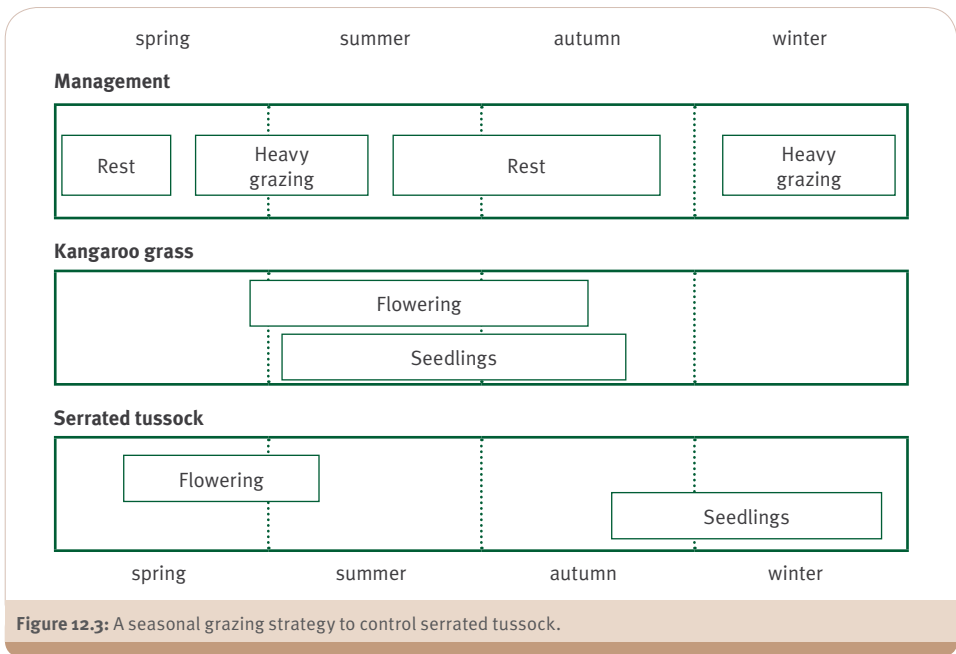 spring summer autumn winter
Management
Rest Heavy grazing Rest Heavy grazing
Kangaroo grass
Flowering
Seedlings
Serrated tussock
Flowering
Seedlings
spring summer autumn winter
Figure 12.3: A seasonal grazing strategy to control serrated tussock.